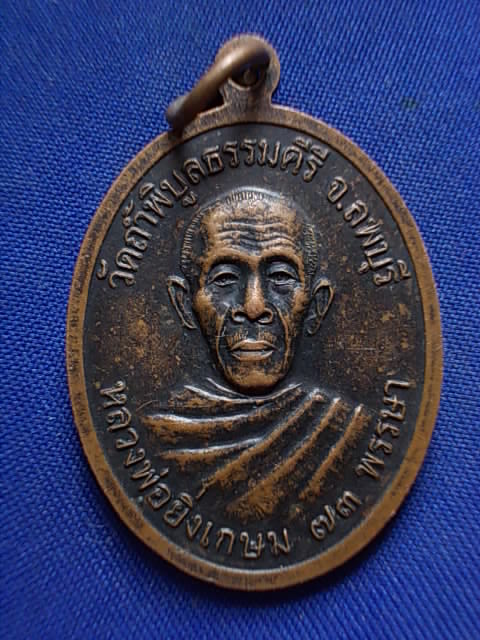 วัดถ้ำพิบูลธรรมคีรี จ.ลพบุรี
หลวงพ่อยิ่งเกษม ๗๓ พรรษา